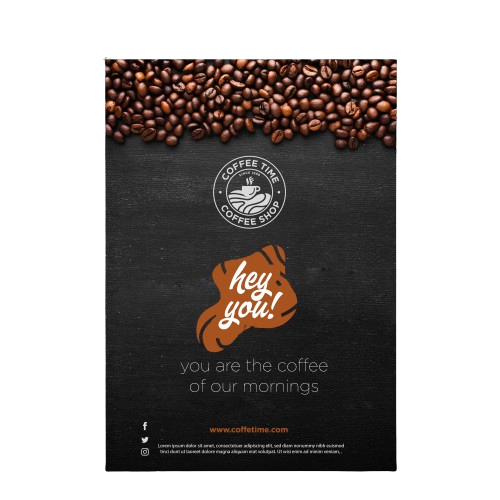 COFFEE TIME
SINCE 1998
COFFEE SHOP
hey
you!
you are the coffee
of our mornings
www.coffetime.com
Lorem ipsum dolor sit amet, consectetuer adipiscing elit, sed diam nonummy nibh euismod
tincidunt ut laoreet dolore magna aliquam erat volutpat. Ut wisi enim ad minim veniam...